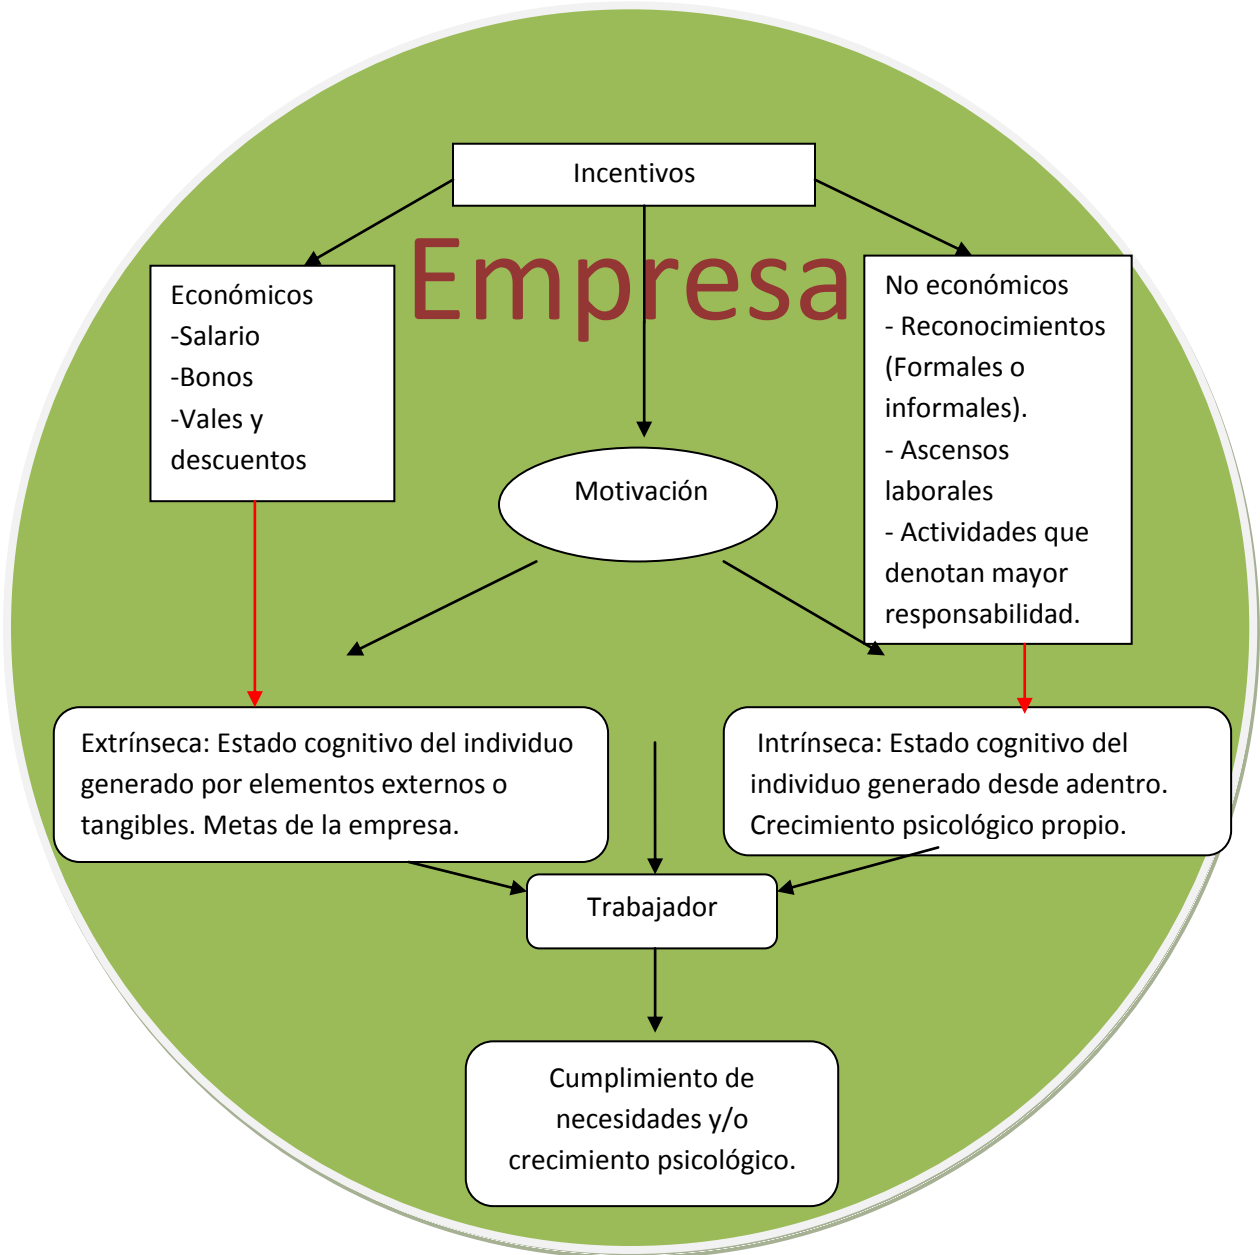 Incentivos
Empresa
Económicos
-Salario
-Bonos
-Vales y
descuentos
No económicos
- Reconocimientos
(Formales o
informales).
- Ascensos
laborales
- Actividades que
denotan mayor
responsabilidad.
Motivación
Extrínseca: Estado cognitivo del individuo
generado por elementos externos o
tangibles. Metas de la empresa.
Intrínseca: Estado cognitivo del
individuo generado desde adentro.
Crecimiento psicológico propio.
Trabajador
Cumplimiento de
necesidades y/o
crecimiento psicológico.